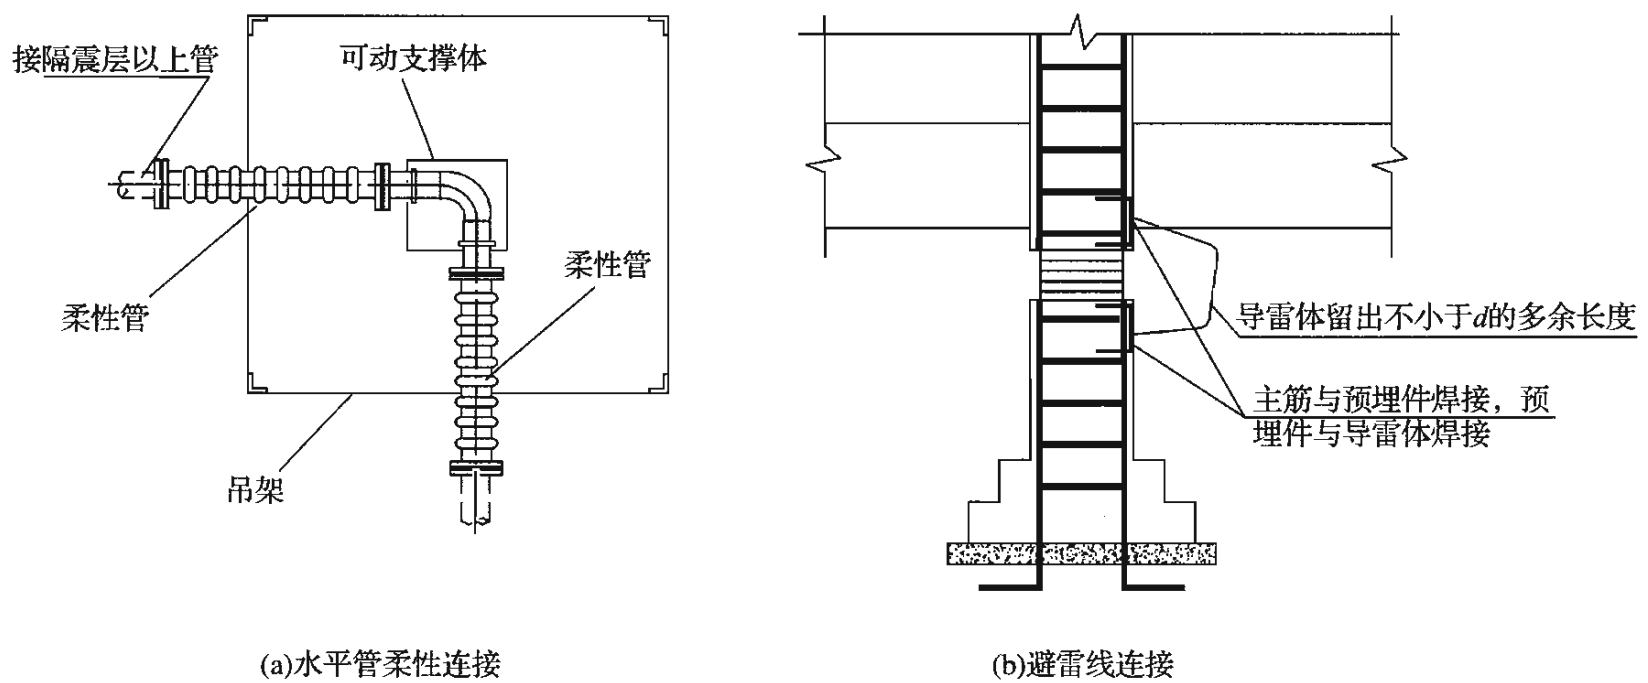 接隔震层以上管
可动支撑体
柔性管
柔性管
吊架
(a)水平管柔性连接
导雷体留出不小于d的多余长度
主筋与预埋件焊接，预
埋件与导雷体焊接
(b)避雷线连接